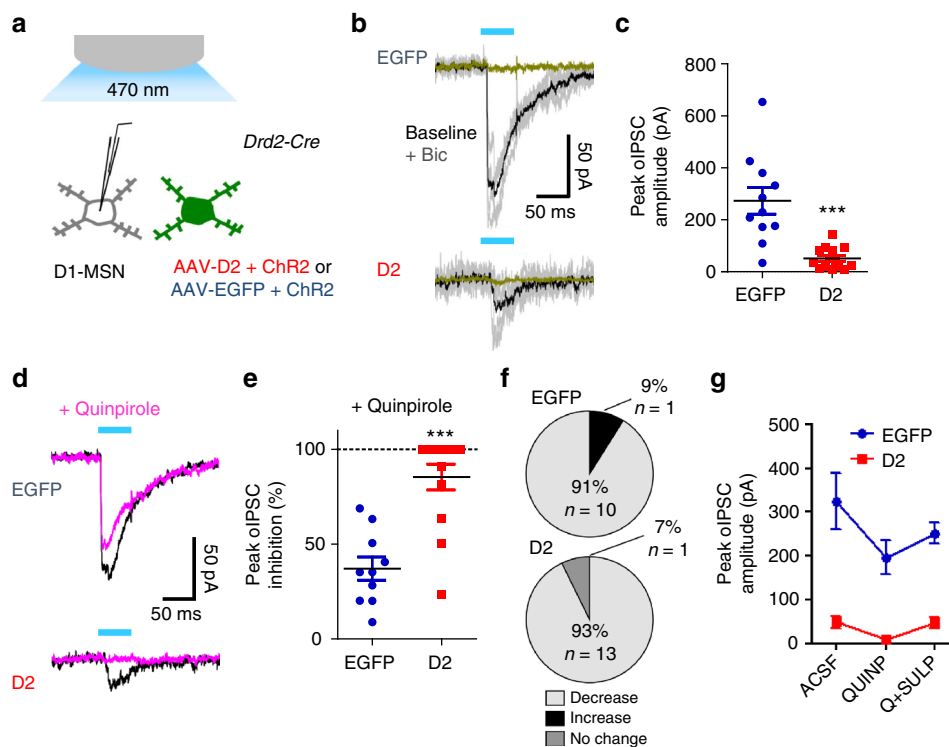 a
470 nm
Drd2-Cre
D1-MSN
AAV-D2 + ChR2 or
AAV-EGFP + ChR2
b
EGFP
Baseline
+ Bic
50 pA
50 ms
D2
c
Peak oIPSC
amplitude (pA)
800
600
400
200
0
***
EGFP
D2
d
+ Quinpirole
EGFP
50 pA
50 ms
D2
e
+ Quinpirole
Peak oIPSC
inhibition (%)
100
50
0
***
EGFP
D2
f
EGFP
9%
n = 1
91%
n = 10
D2
7%
n = 1
93%
n = 13
Decrease
Increase
No change
g
EGFP
D2
Peak oIPSC
amplitude (pA)
500
400
300
200
100
0
ACSF
QUINP
Q+SULP